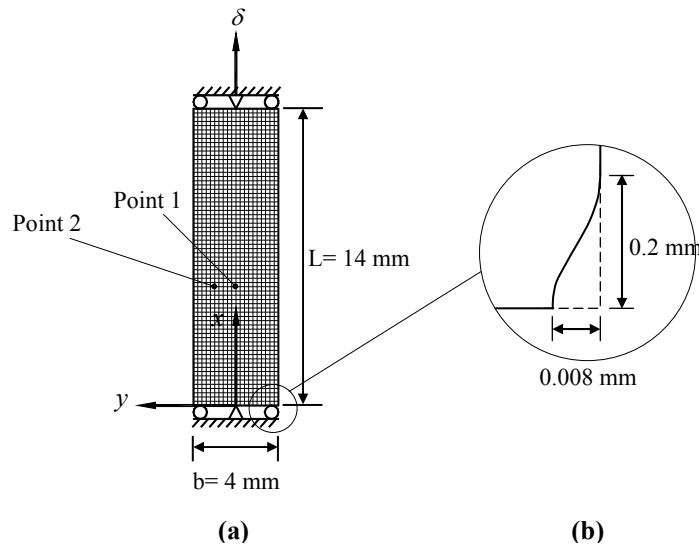 δ
Point 1
Point 2
L= 14 mm
x
y
b= 4 mm
(a)
0.2 mm
0.008 mm
(b)